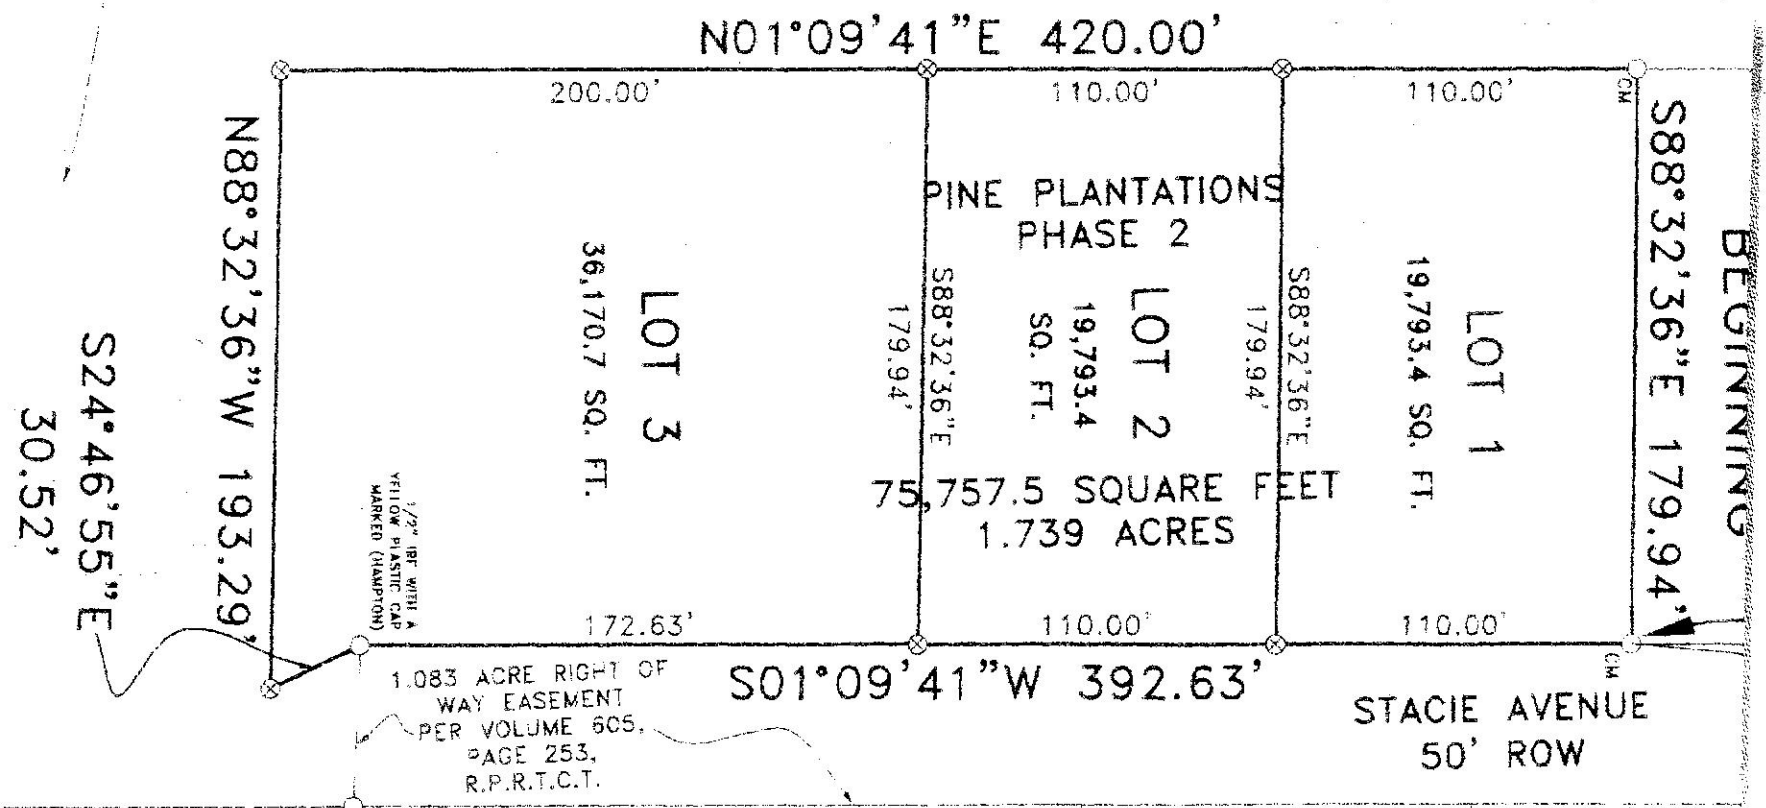 N01°09'41"E 420.00'
200.00'
110.00'
110.00'
CM
S88°32'36"E 179.94'
BEGINNING
N88°32'36"W 193.29'
S24°46'55"E
30.52'
LOT 3
36,170.7 SQ. FT.
PINE PLANTATIONS
PHASE 2
S88°32'36"E
179.94'
LOT 2
19,793.4
SQ. FT.
S88°32'36"E
179.94'
LOT 1
19,793.4 SQ. FT.
75,757.5 SQUARE FEET
1.739 ACRES
1/2" IRF WITH A
YELLOW PLASTIC CAP
MARKED (HAMPTON)
172.63'
110.00'
110.00'
CM
S01°09'41"W 392.63'
1.083 ACRE RIGHT OF
WAY EASEMENT
PER VOLUME 605,
PAGE 253,
R.P.R.T.C.T.
STACIE AVENUE
50' ROW